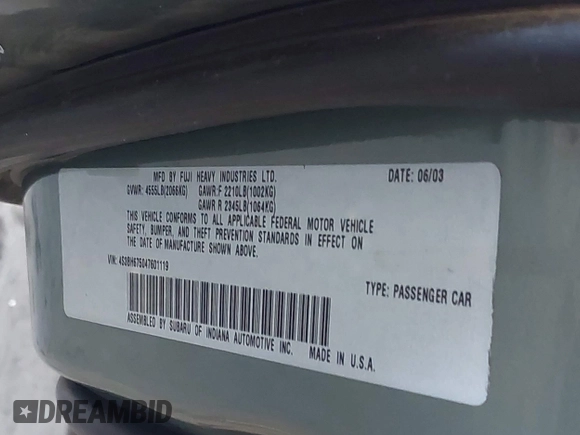 MFD BY FUJI HEAVY INDUSTRIES LTD. DATE: 06/03
GVWR: 4555LB(2066KG) GAWR:F 2210LB(1002KG)
GAWR R 2345LB(1064KG)
THIS VEHICLE CONFORMS TO ALL APPLICABLE FEDERAL MOTOR VEHICLE
SAFETY, BUMPER, AND THEFT PREVENTION STANDARDS IN EFFECT ON
THE DATE OF MANUFACTURE SHOWN ABOVE.
VIN: 4S3BH675047601119
TYPE: PASSENGER CAR
ASSEMBLED BY SUBARU OF INDIANA AUTOMOTIVE INC. MADE IN U.S.A.
DREAMBID